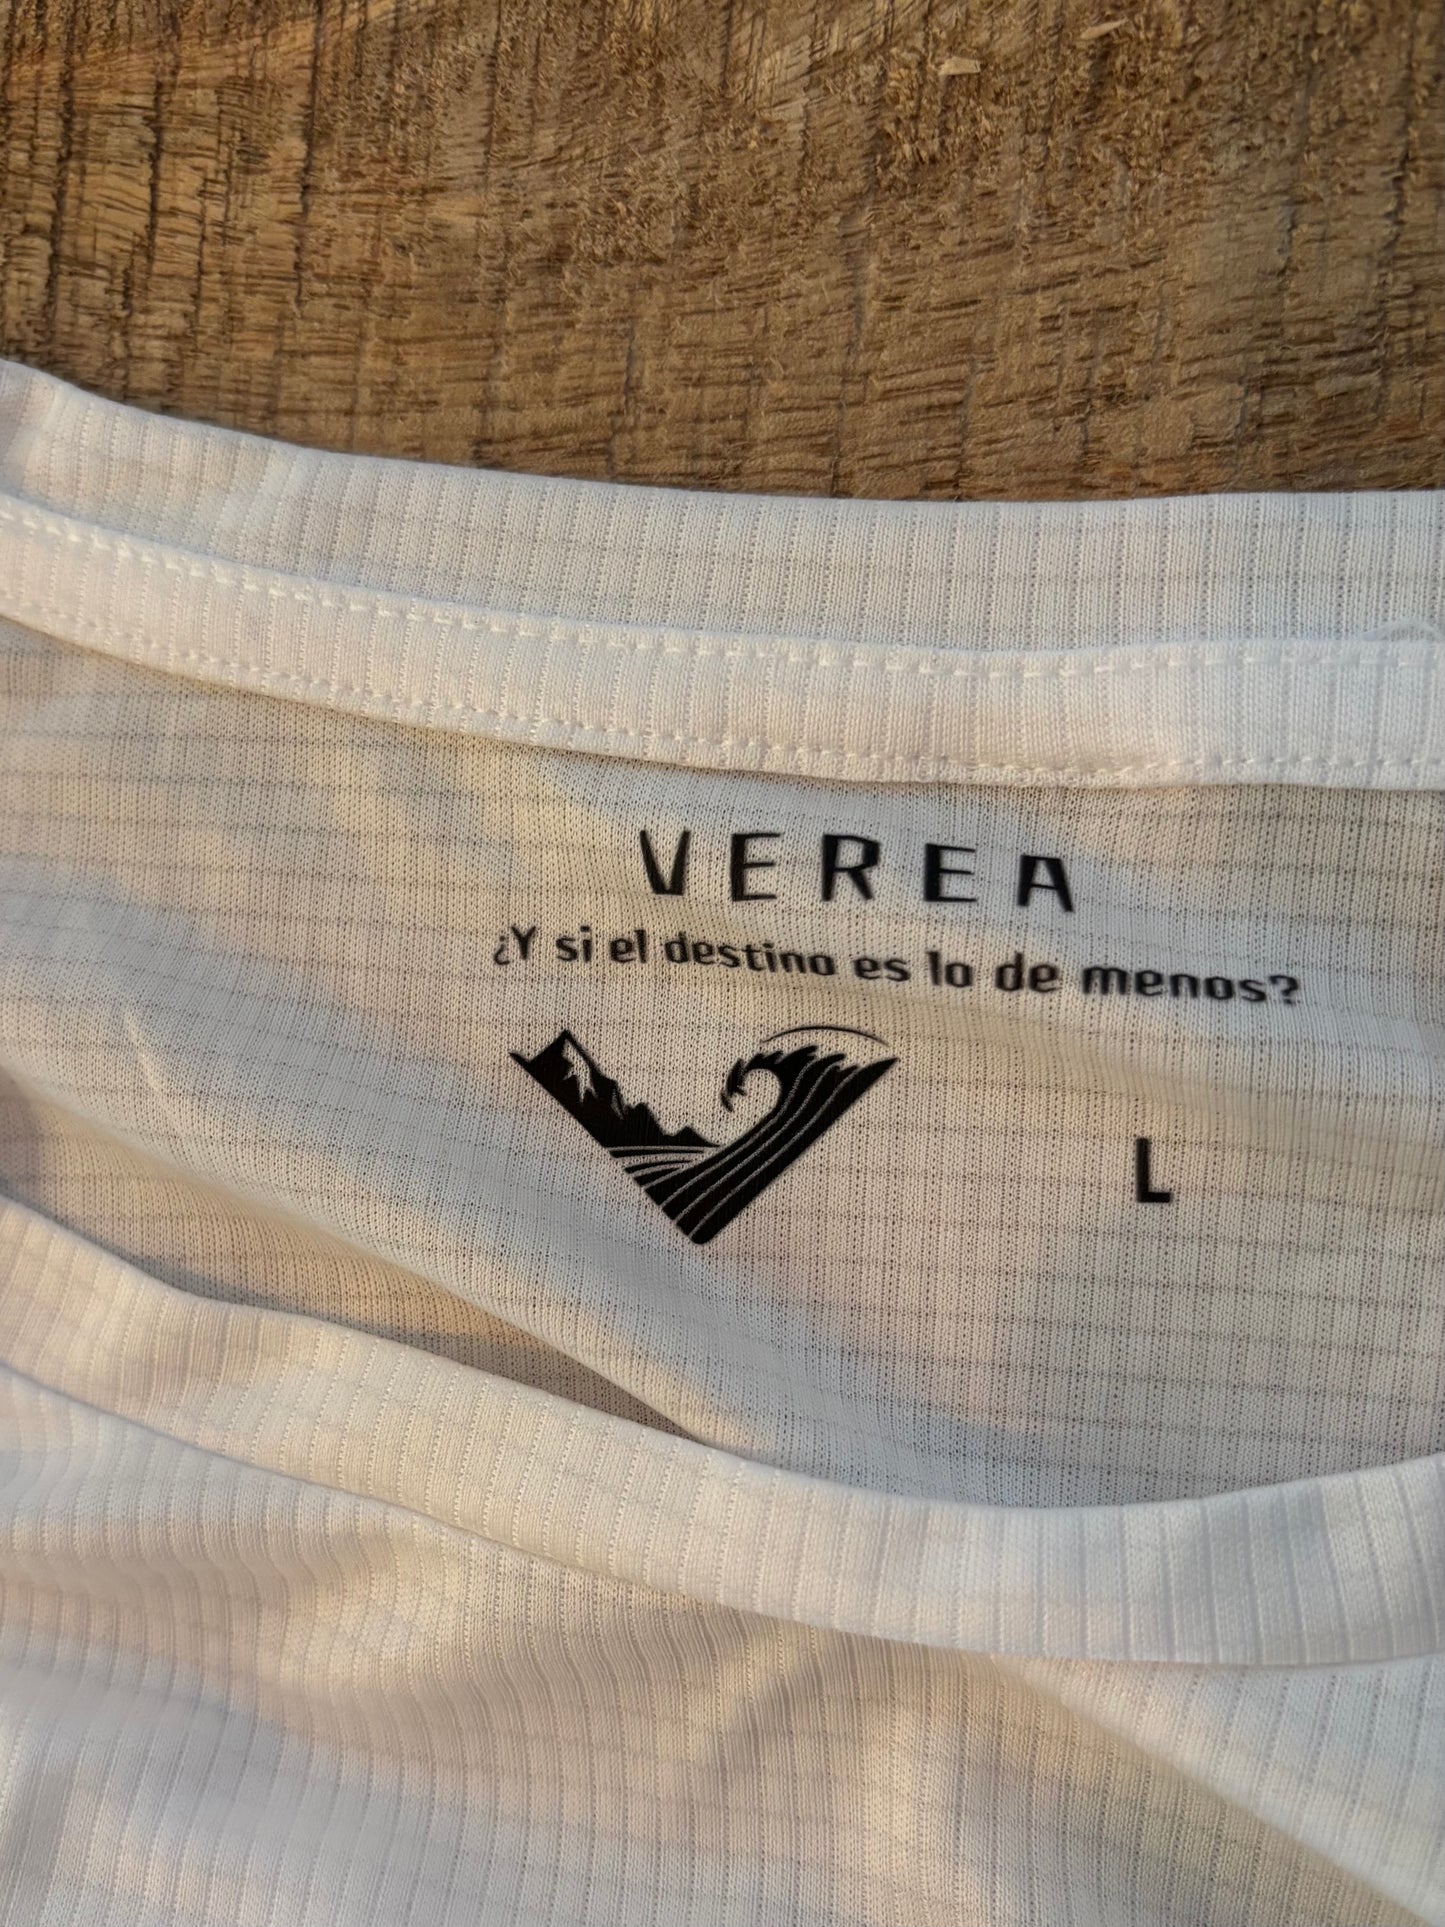 VEREA
¿Y si el destino es lo de menos?
L